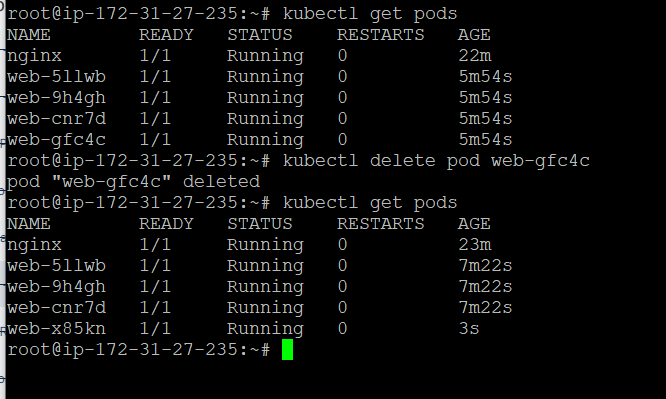 root@ip-172-31-27-235:~# kubectl get pods
NAME READY STATUS RESTARTS AGE
nginx 1/1 Running 0 22m
web-5llwb 1/1 Running 0 5m54s
web-9h4gh 1/1 Running 0 5m54s
web-cnr7d 1/1 Running 0 5m54s
web-gfc4c 1/1 Running 0 5m54s
root@ip-172-31-27-235:~# kubectl delete pod web-gfc4c
pod "web-gfc4c" deleted
root@ip-172-31-27-235:~# kubectl get pods
NAME READY STATUS RESTARTS AGE
nginx 1/1 Running 0 23m
web-5llwb 1/1 Running 0 7m22s
web-9h4gh 1/1 Running 0 7m22s
web-cnr7d 1/1 Running 0 7m22s
web-x85kn 1/1 Running 0 3s
root@ip-172-31-27-235:~#